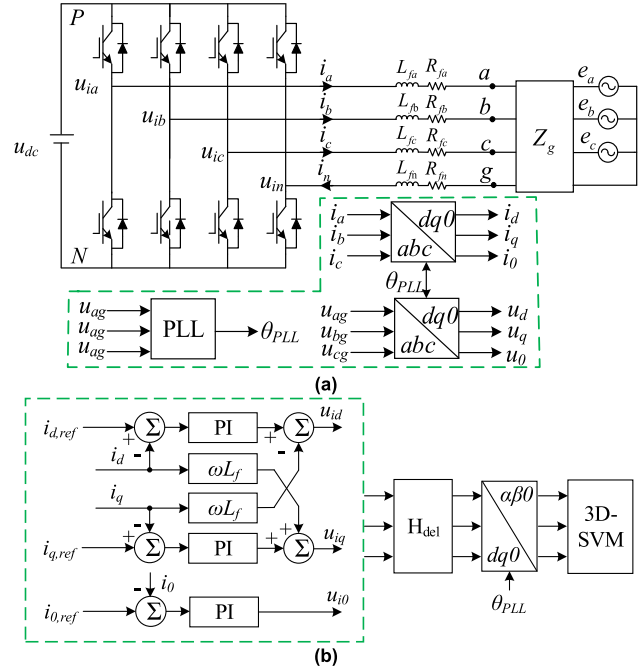 P
u_ia
u_ib
u_ic
u_in
u_dc
N
i_a
i_b
i_c
i_n
L_fa R_fa a
L_fb R_fb b
L_fc R_fc c
L_fn R_fn g
Z_g
e_a
e_b
e_c
i_a
i_b
i_c
dq0
abc
i_d
i_q
i_0
θ_PLL
u_ag
u_ag
u_ag
PLL
θ_PLL
u_ag
u_bg
u_cg
dq0
abc
u_d
u_q
u_0
(a)
i_d,ref
+
-
Σ
PI
+
-
Σ
u_id
i_d
ωL_f
i_q
ωL_f
i_q,ref
+
-
Σ
PI
+
+
Σ
u_iq
i_0
i_0,ref
-
Σ
PI
u_i0
H_del
αβ0
dq0
θ_PLL
3D-
SVM
(b)